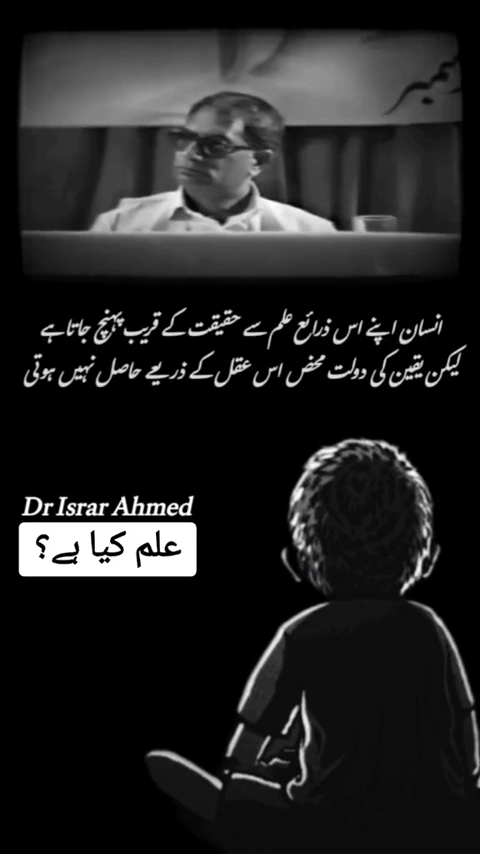 انسان اپنے اس ذرائع علم سے حقیقت کے قریب پہنچ جاتا ہے
لیکن یقین کی دولت محض اس عقل کے ذریعے حاصل نہیں ہوتی
Dr Israr Ahmed
علم کیا ہے؟